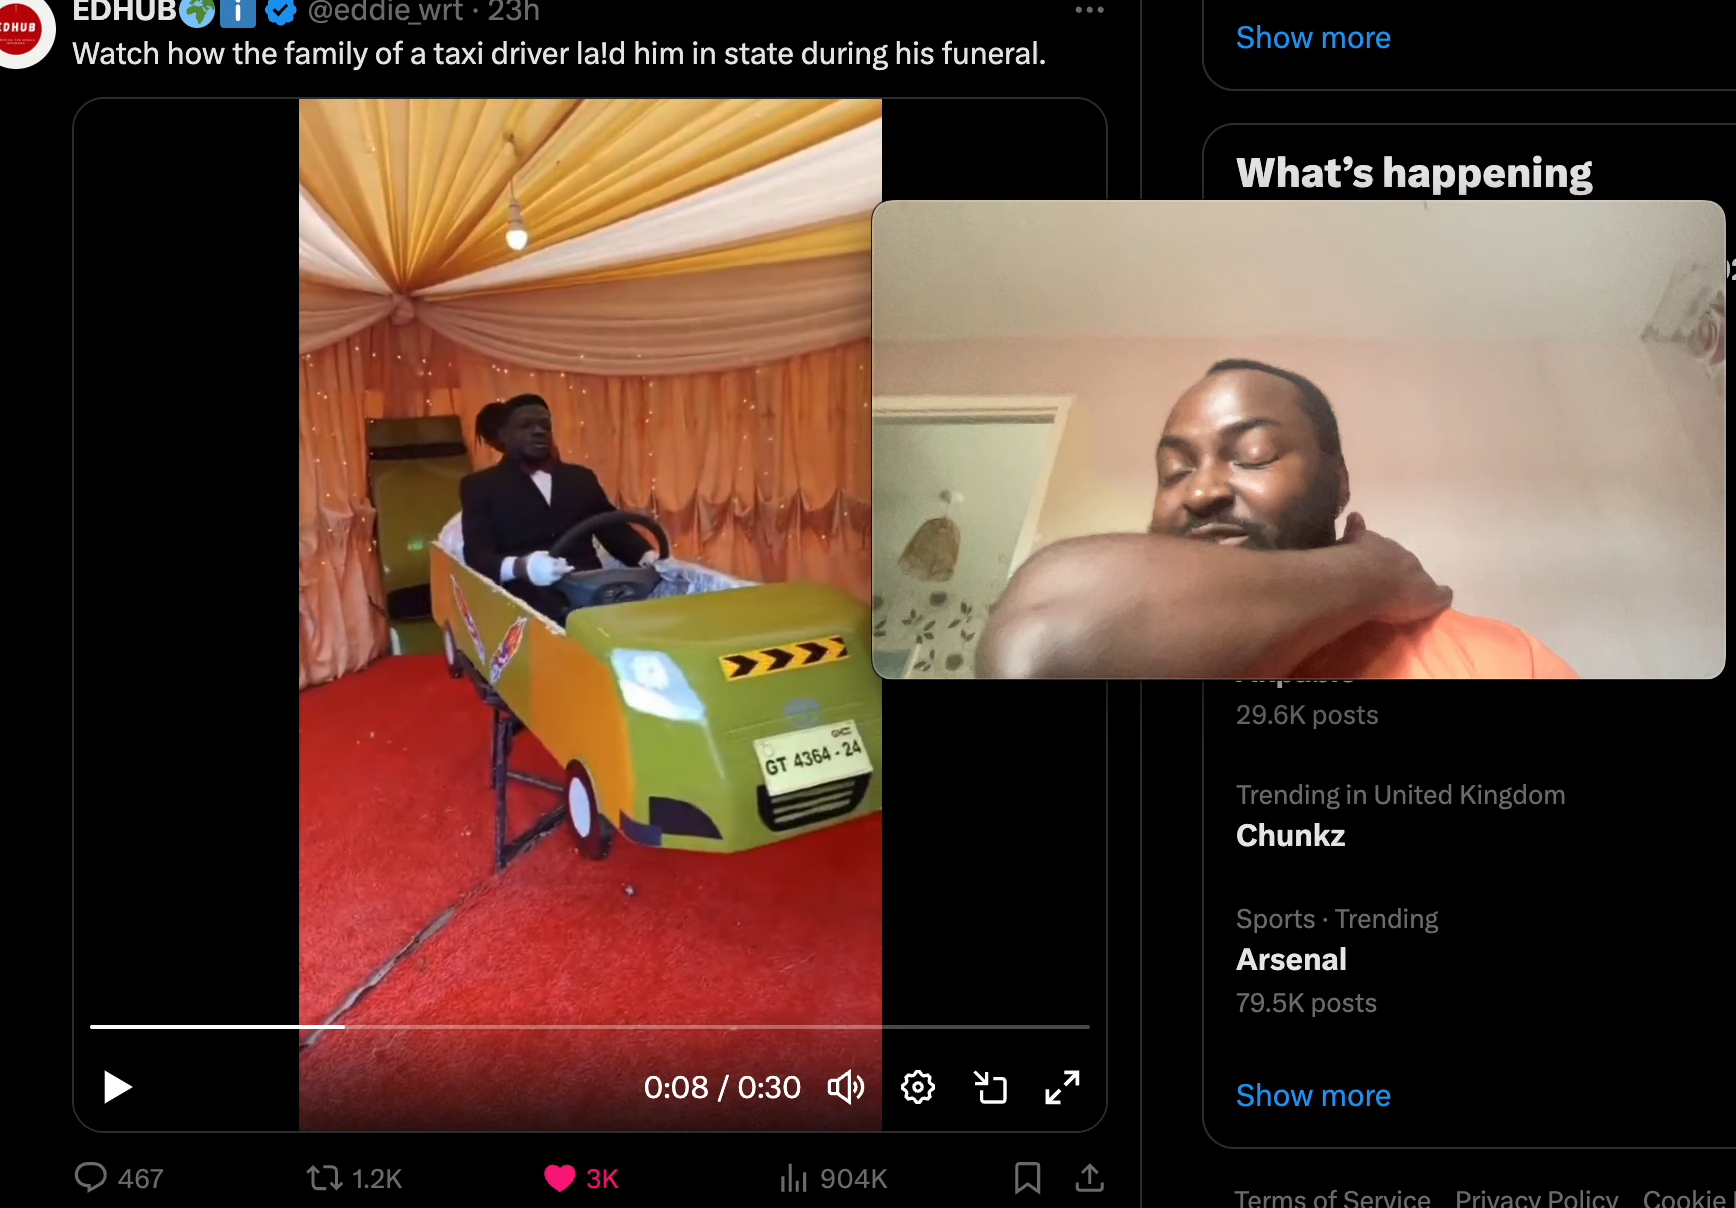 EDHUB @eddie_wrt · 23h
EDHUB
Watch how the family of a taxi driver la!d him in state during his funeral.
GT 4364-24
0:08 / 0:30
467 1.2K 3K 904K
Show more
What's happening
29.6K posts
Trending in United Kingdom
Chunkz
Sports · Trending
Arsenal
79.5K posts
Show more
Terms of Service Privacy Policy Cookie